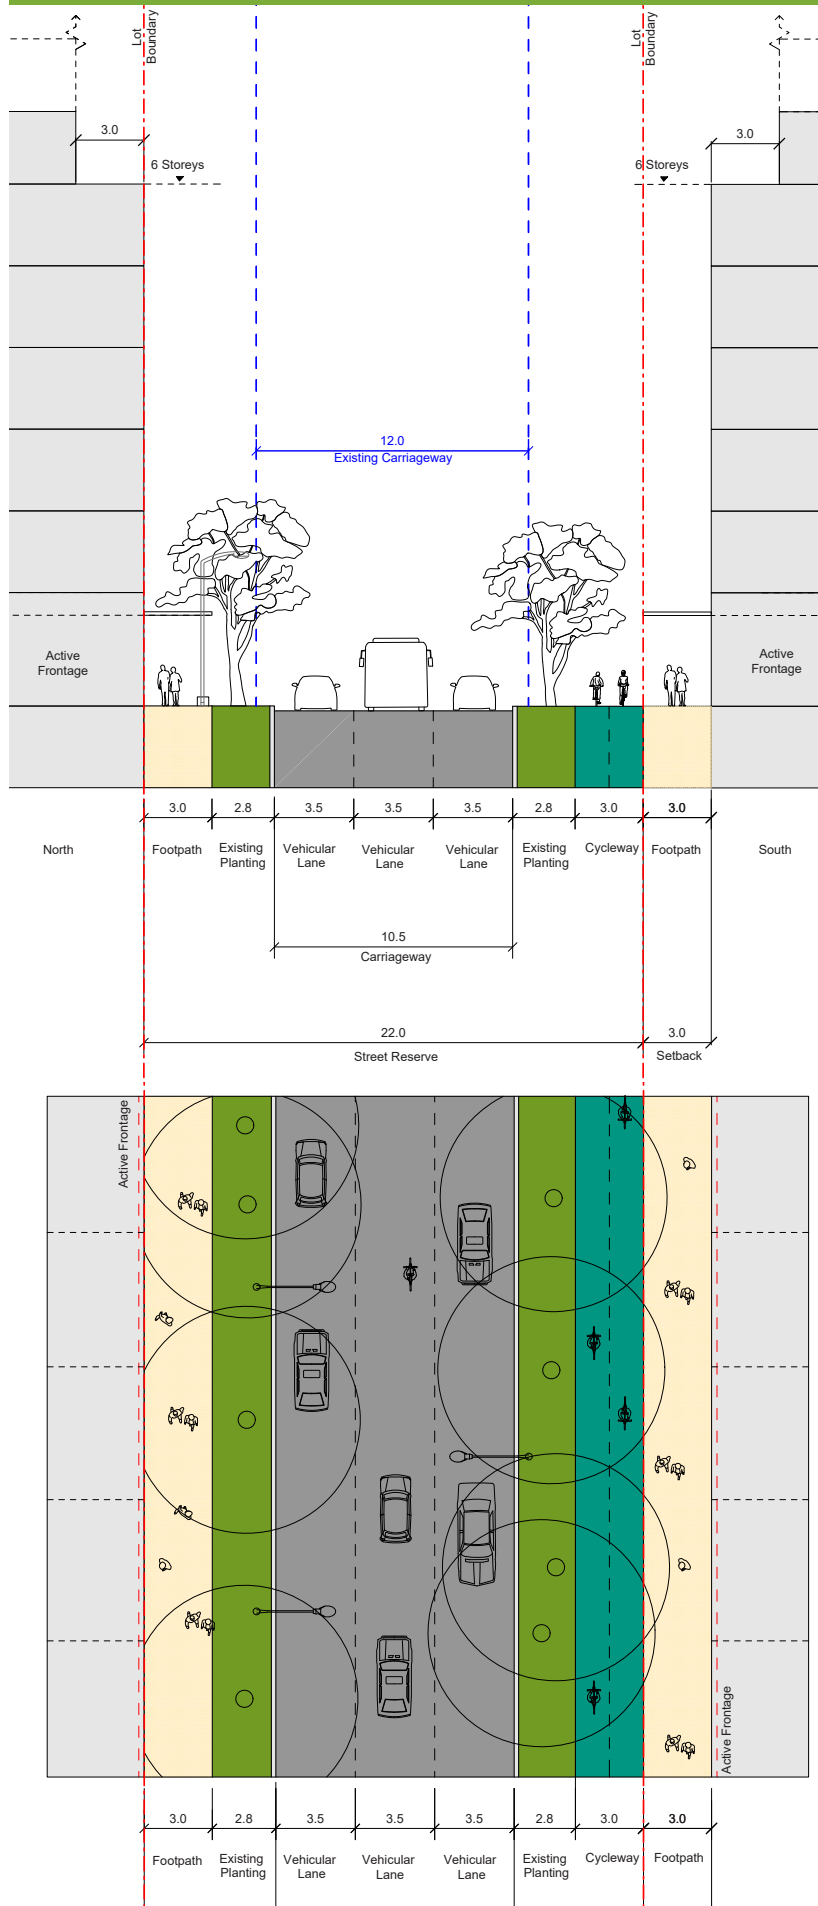 Lot
Boundary
Lot
Boundary
3.0
3.0
6 Storeys
6 Storeys
12.0
Existing Carriageway
Active
Frontage
Active
Frontage
3.0
2.8
3.5
3.5
3.5
2.8
3.0
3.0
North
Footpath
Existing
Planting
Vehicular
Lane
Vehicular
Lane
Vehicular
Lane
Existing
Planting
Cycleway
Footpath
South
10.5
Carriageway
22.0
3.0
Street Reserve
Setback
Active Frontage
Active Frontage
3.0
2.8
3.5
3.5
3.5
2.8
3.0
3.0
Footpath
Existing
Planting
Vehicular
Lane
Vehicular
Lane
Vehicular
Lane
Existing
Planting
Cycleway
Footpath